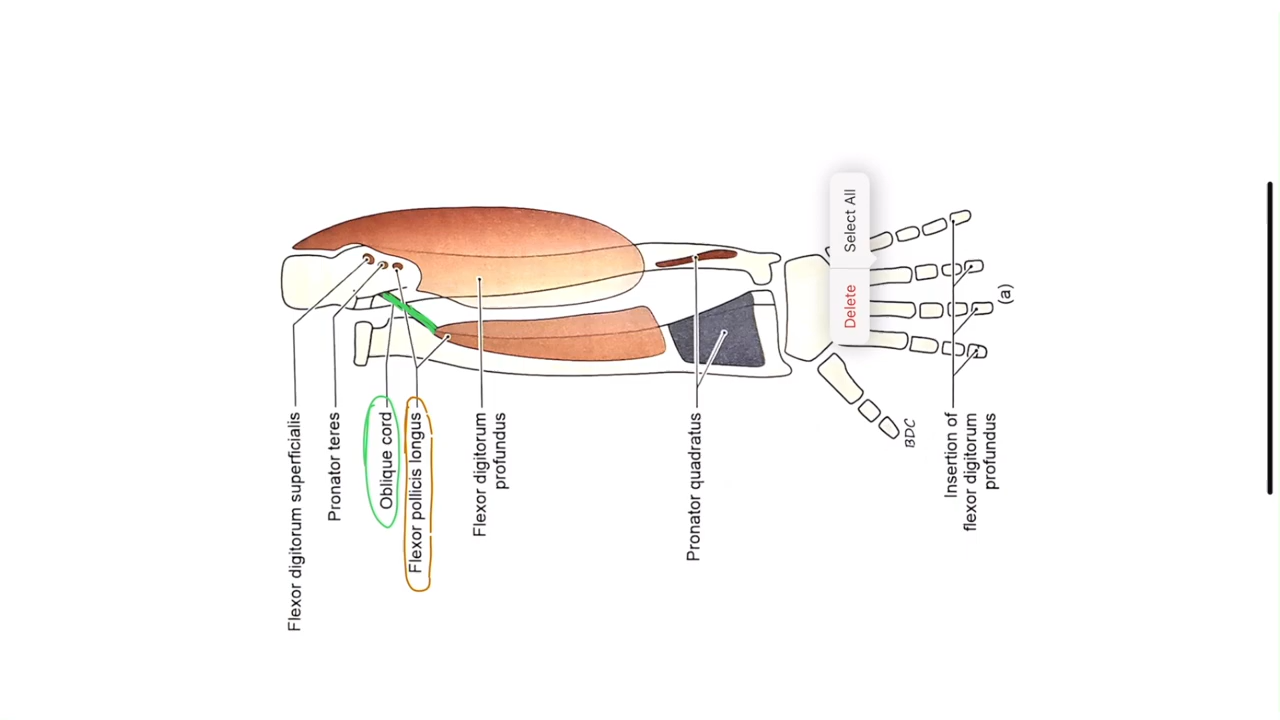 Flexor digitorum superficialis
Pronator teres
Oblique cord
Flexor pollicis longus
Flexor digitorum
profundus
Pronator quadratus
Delete
Select All
BDC
Insertion of
flexor digitorum
profundus
(a)